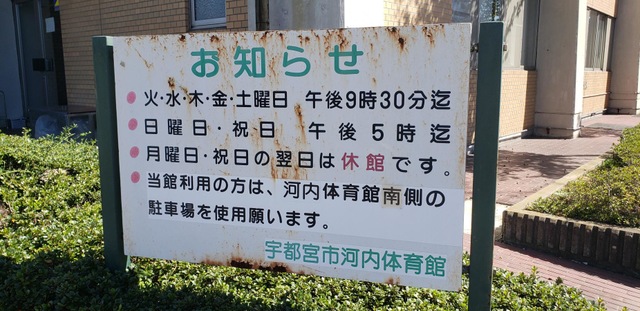 お知らせ
火・水・木・金・土曜日 午後9時30分迄
日曜日・祝日 午後5時迄
月曜日・祝日の翌日は休館です。
当館利用の方は、河内体育館南側の
駐車場を使用願います。
宇都宮市河内体育館